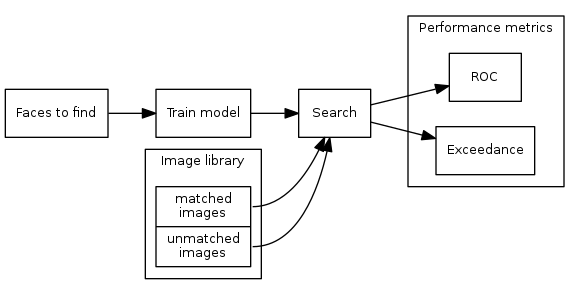 Performance metrics
ROC
Faces to find
Train model
Search
Exceedance
Image library
matched
images
unmatched
images